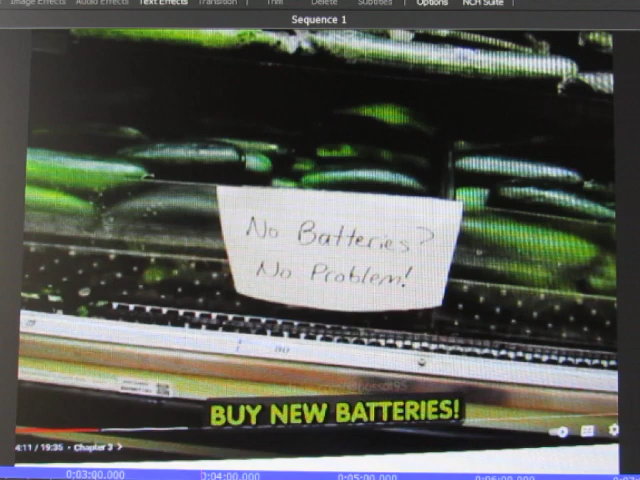 Image Effects Audio Effects Text Effects Transition Trim Delete Subtitles Options NCH Suite
Sequence 1
No Batteries?
No Problem!
BUY NEW BATTERIES!
4:11 / 19:35 • Chapter 3 >
0:03:00.000 0:04:00.000 0:05:00.000 0:06:00.000